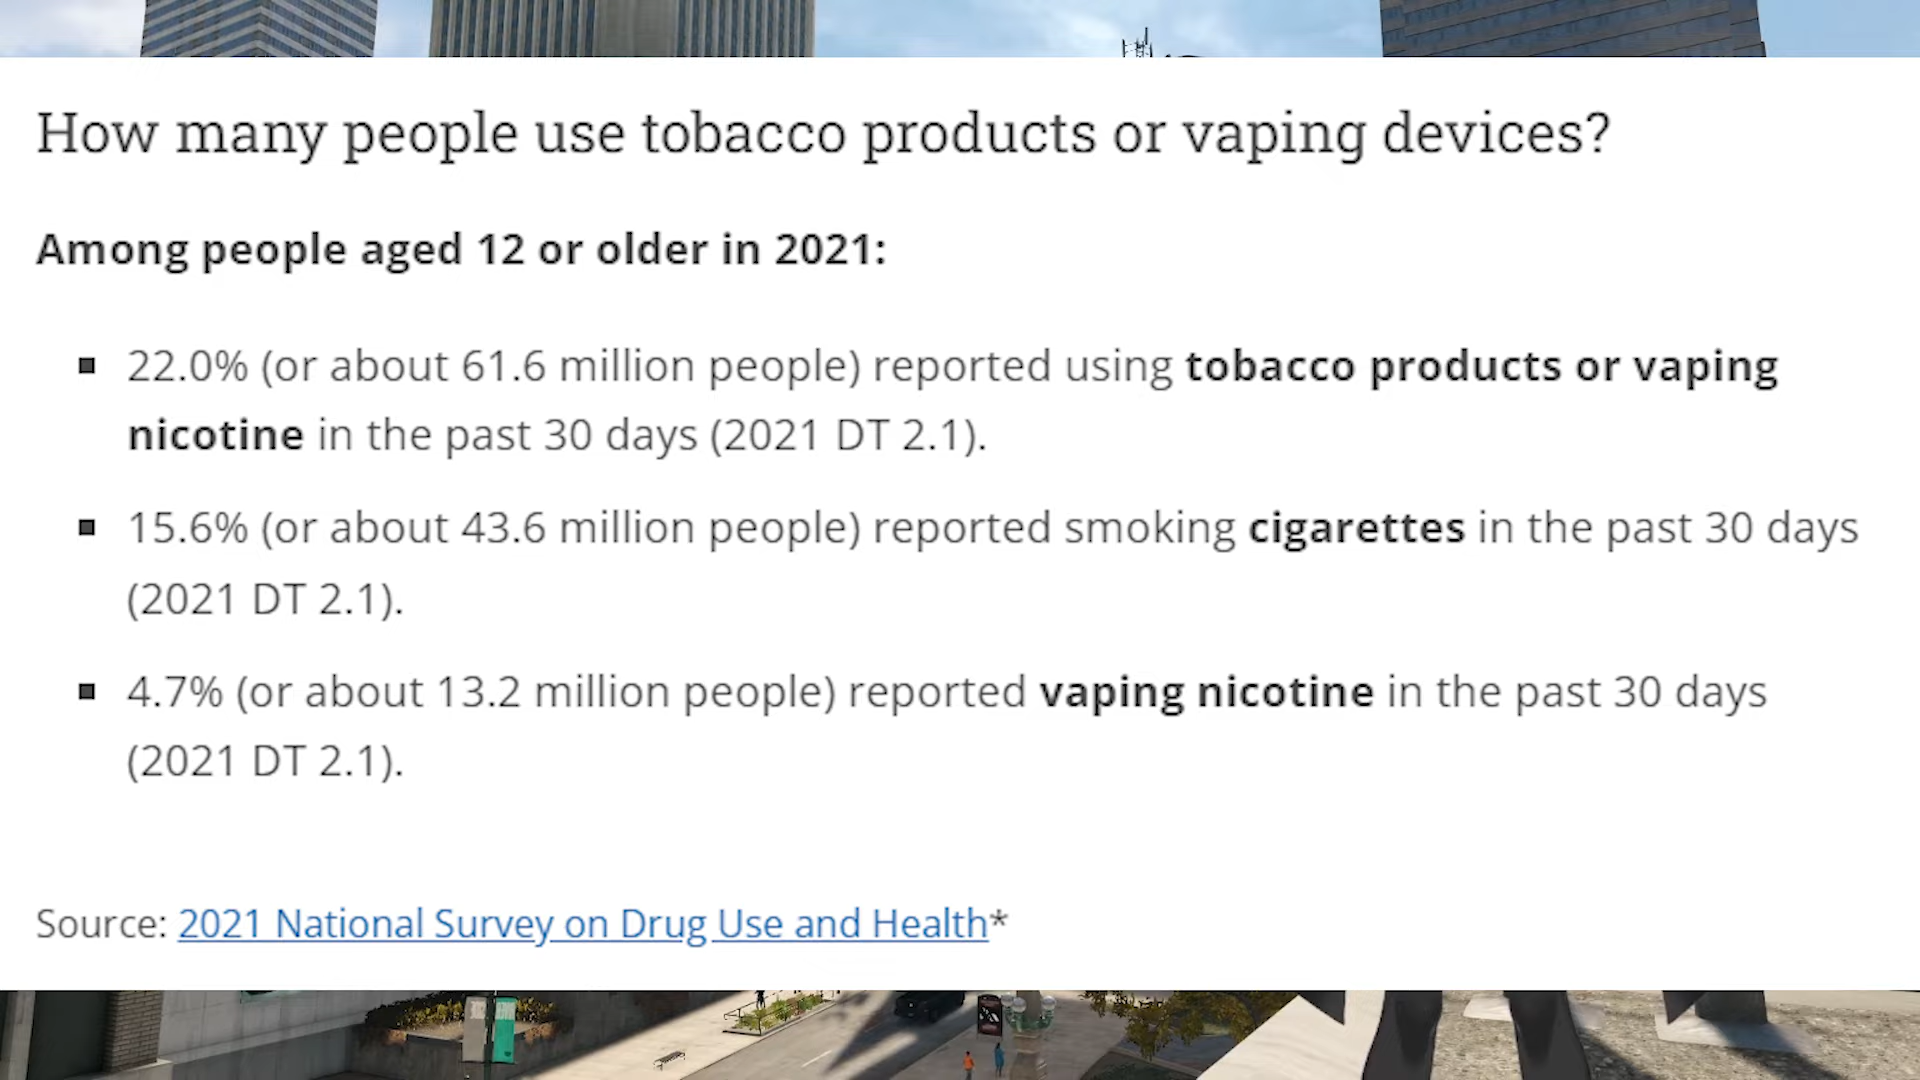 How many people use tobacco products or vaping devices?
Among people aged 12 or older in 2021:
▪ 22.0% (or about 61.6 million people) reported using tobacco products or vaping
nicotine in the past 30 days (2021 DT 2.1).
▪ 15.6% (or about 43.6 million people) reported smoking cigarettes in the past 30 days
(2021 DT 2.1).
▪ 4.7% (or about 13.2 million people) reported vaping nicotine in the past 30 days
(2021 DT 2.1).
Source: 2021 National Survey on Drug Use and Health*